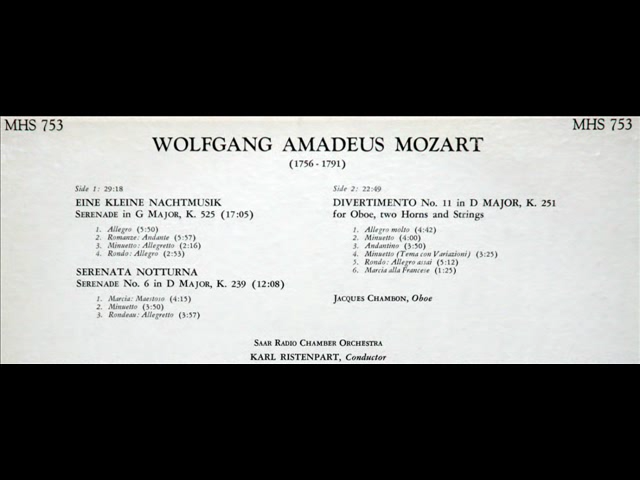 MHS 753
MHS 753
WOLFGANG AMADEUS MOZART
(1756 - 1791)
Side 1: 29:18
EINE KLEINE NACHTMUSIK
SERENADE in G MAJOR, K. 525 (17:05)
1. Allegro (5:50)
2. Romanze: Andante (5:57)
3. Minuetto: Allegretto (2:16)
4. Rondo: Allegro (2:53)
SERENATA NOTTURNA
SERENADE No. 6 in D MAJOR, K. 239 (12:08)
1. Marcia: Maestoso (4:15)
2. Minuetto (3:50)
3. Rondeau: Allegretto (3:57)
Side 2: 22:49
DIVERTIMENTO No. 11 in D MAJOR, K. 251
for Oboe, two Horns and Strings
1. Allegro molto (4:42)
2. Minuetto (4:00)
3. Andantino (3:50)
4. Minuetto (Tema con Variazioni) (3:25)
5. Rondo: Allegro assai (5:12)
6. Marcia alla Francese (1:25)
JACQUES CHAMBON, Oboe
SAAR RADIO CHAMBER ORCHESTRA
KARL RISTENPART, Conductor